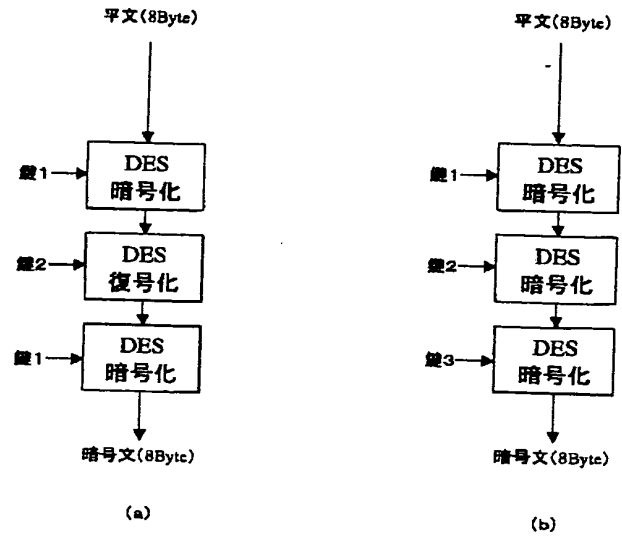 平文(8Byte)
鍵1
DES
暗号化
鍵2
DES
復号化
鍵1
DES
暗号化
暗号文(8Byte)
(a)
平文(8Byte)
鍵1
DES
暗号化
鍵2
DES
暗号化
鍵3
DES
暗号化
暗号文(8Byte)
(b)